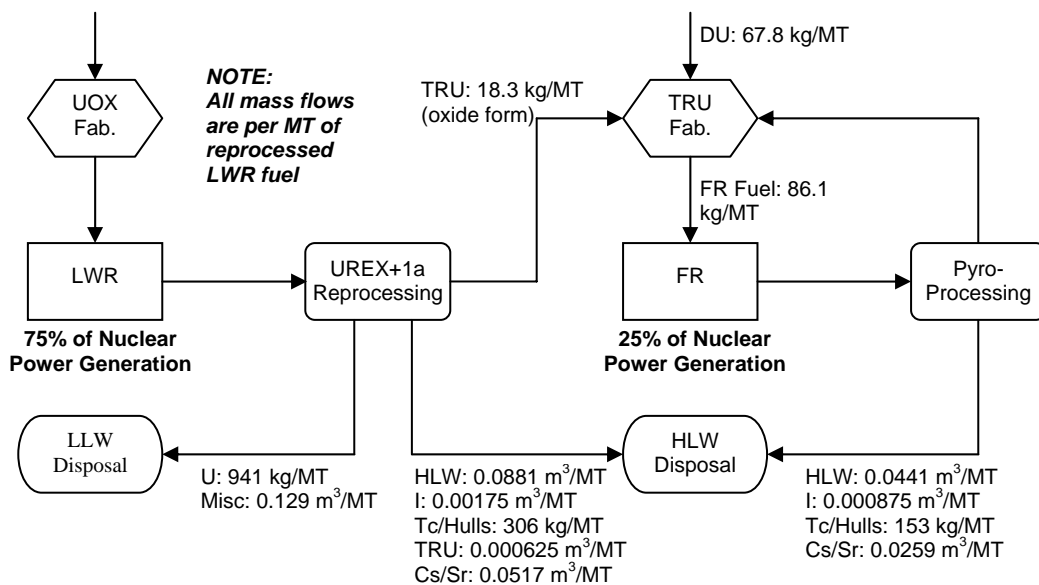 DU: 67.8 kg/MT
UOX
Fab.
NOTE:
All mass flows
are per MT of
reprocessed
LWR fuel
TRU: 18.3 kg/MT
(oxide form)
TRU
Fab.
FR Fuel: 86.1
kg/MT
LWR
UREX+1a
Reprocessing
FR
Pyro-
Processing
75% of Nuclear
Power Generation
25% of Nuclear
Power Generation
LLW
Disposal
U: 941 kg/MT
Misc: 0.129 m³/MT
HLW
Disposal
HLW: 0.0881 m³/MT
I: 0.00175 m³/MT
Tc/Hulls: 306 kg/MT
TRU: 0.000625 m³/MT
Cs/Sr: 0.0517 m³/MT
HLW: 0.0441 m³/MT
I: 0.000875 m³/MT
Tc/Hulls: 153 kg/MT
Cs/Sr: 0.0259 m³/MT